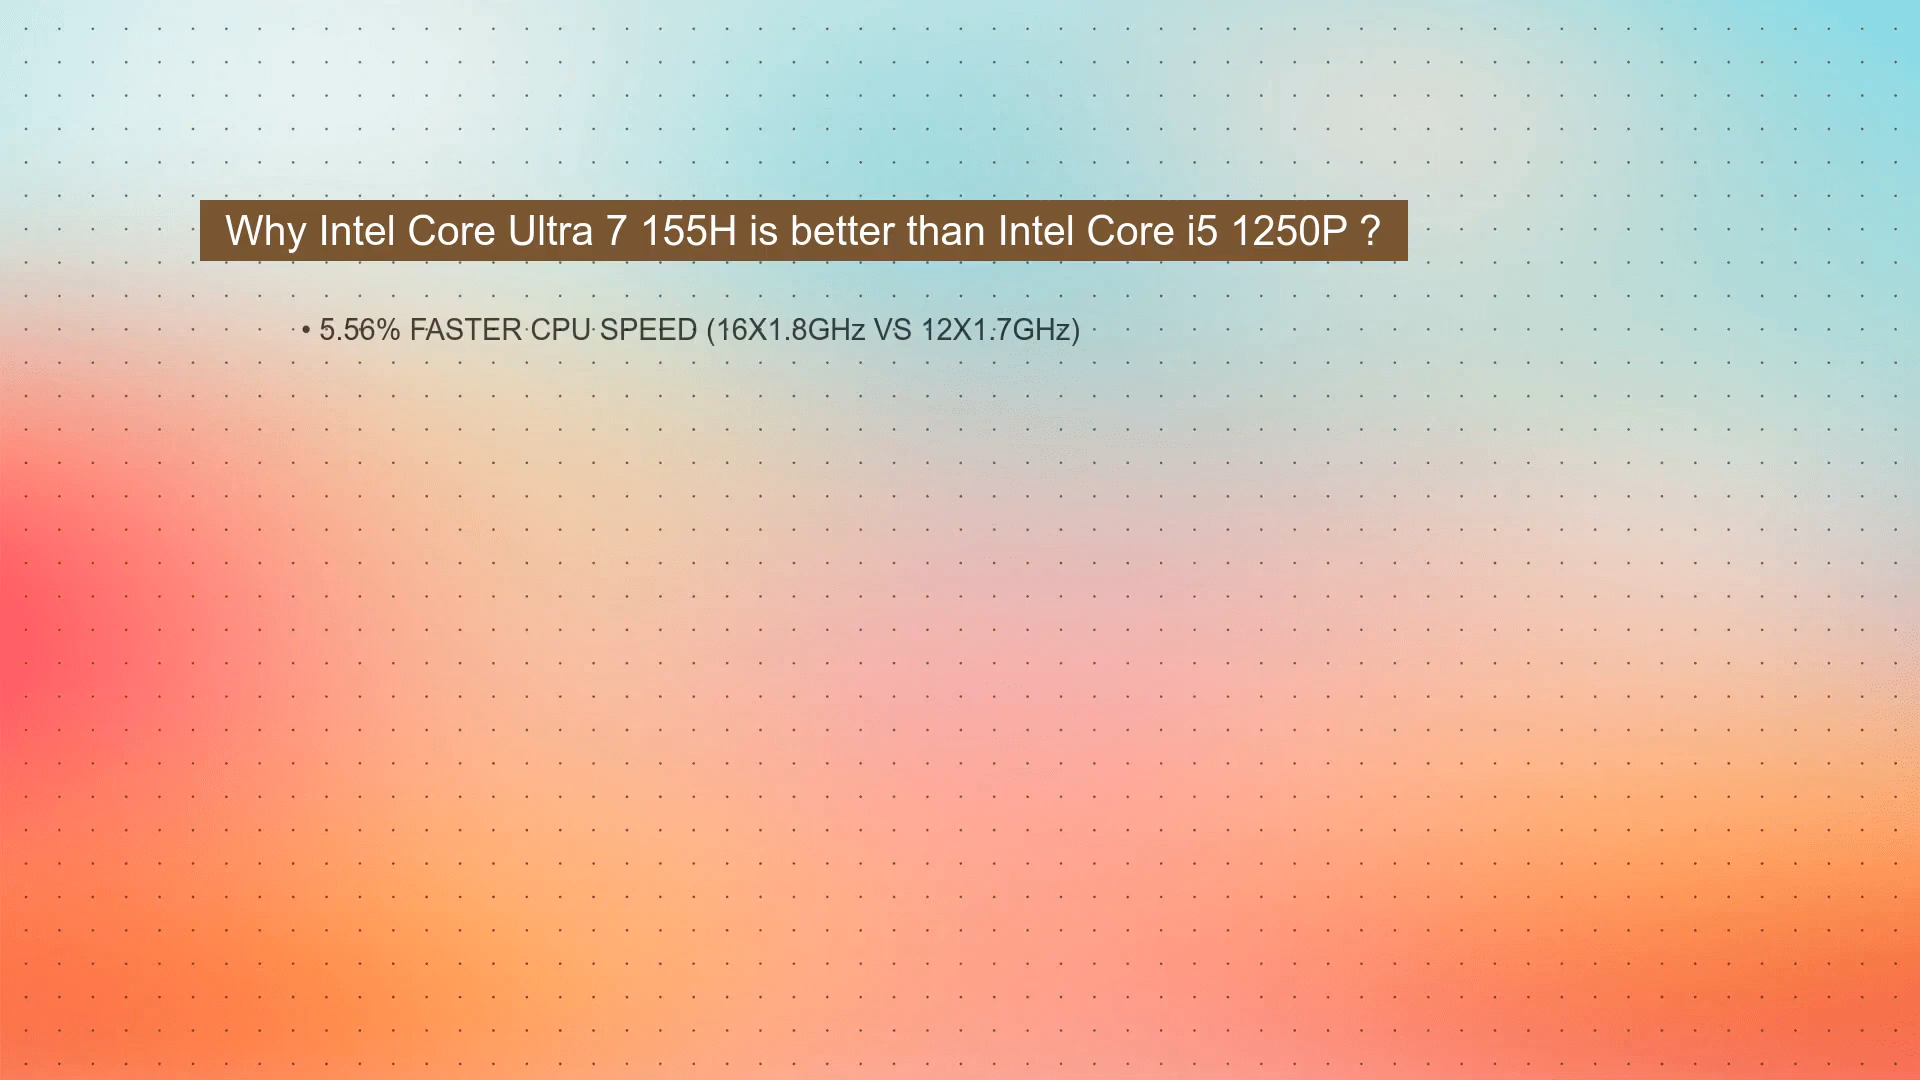 Why Intel Core Ultra 7 155H is better than Intel Core i5 1250P ?
• 5.56% FASTER CPU SPEED (16X1.8GHz VS 12X1.7GHz)